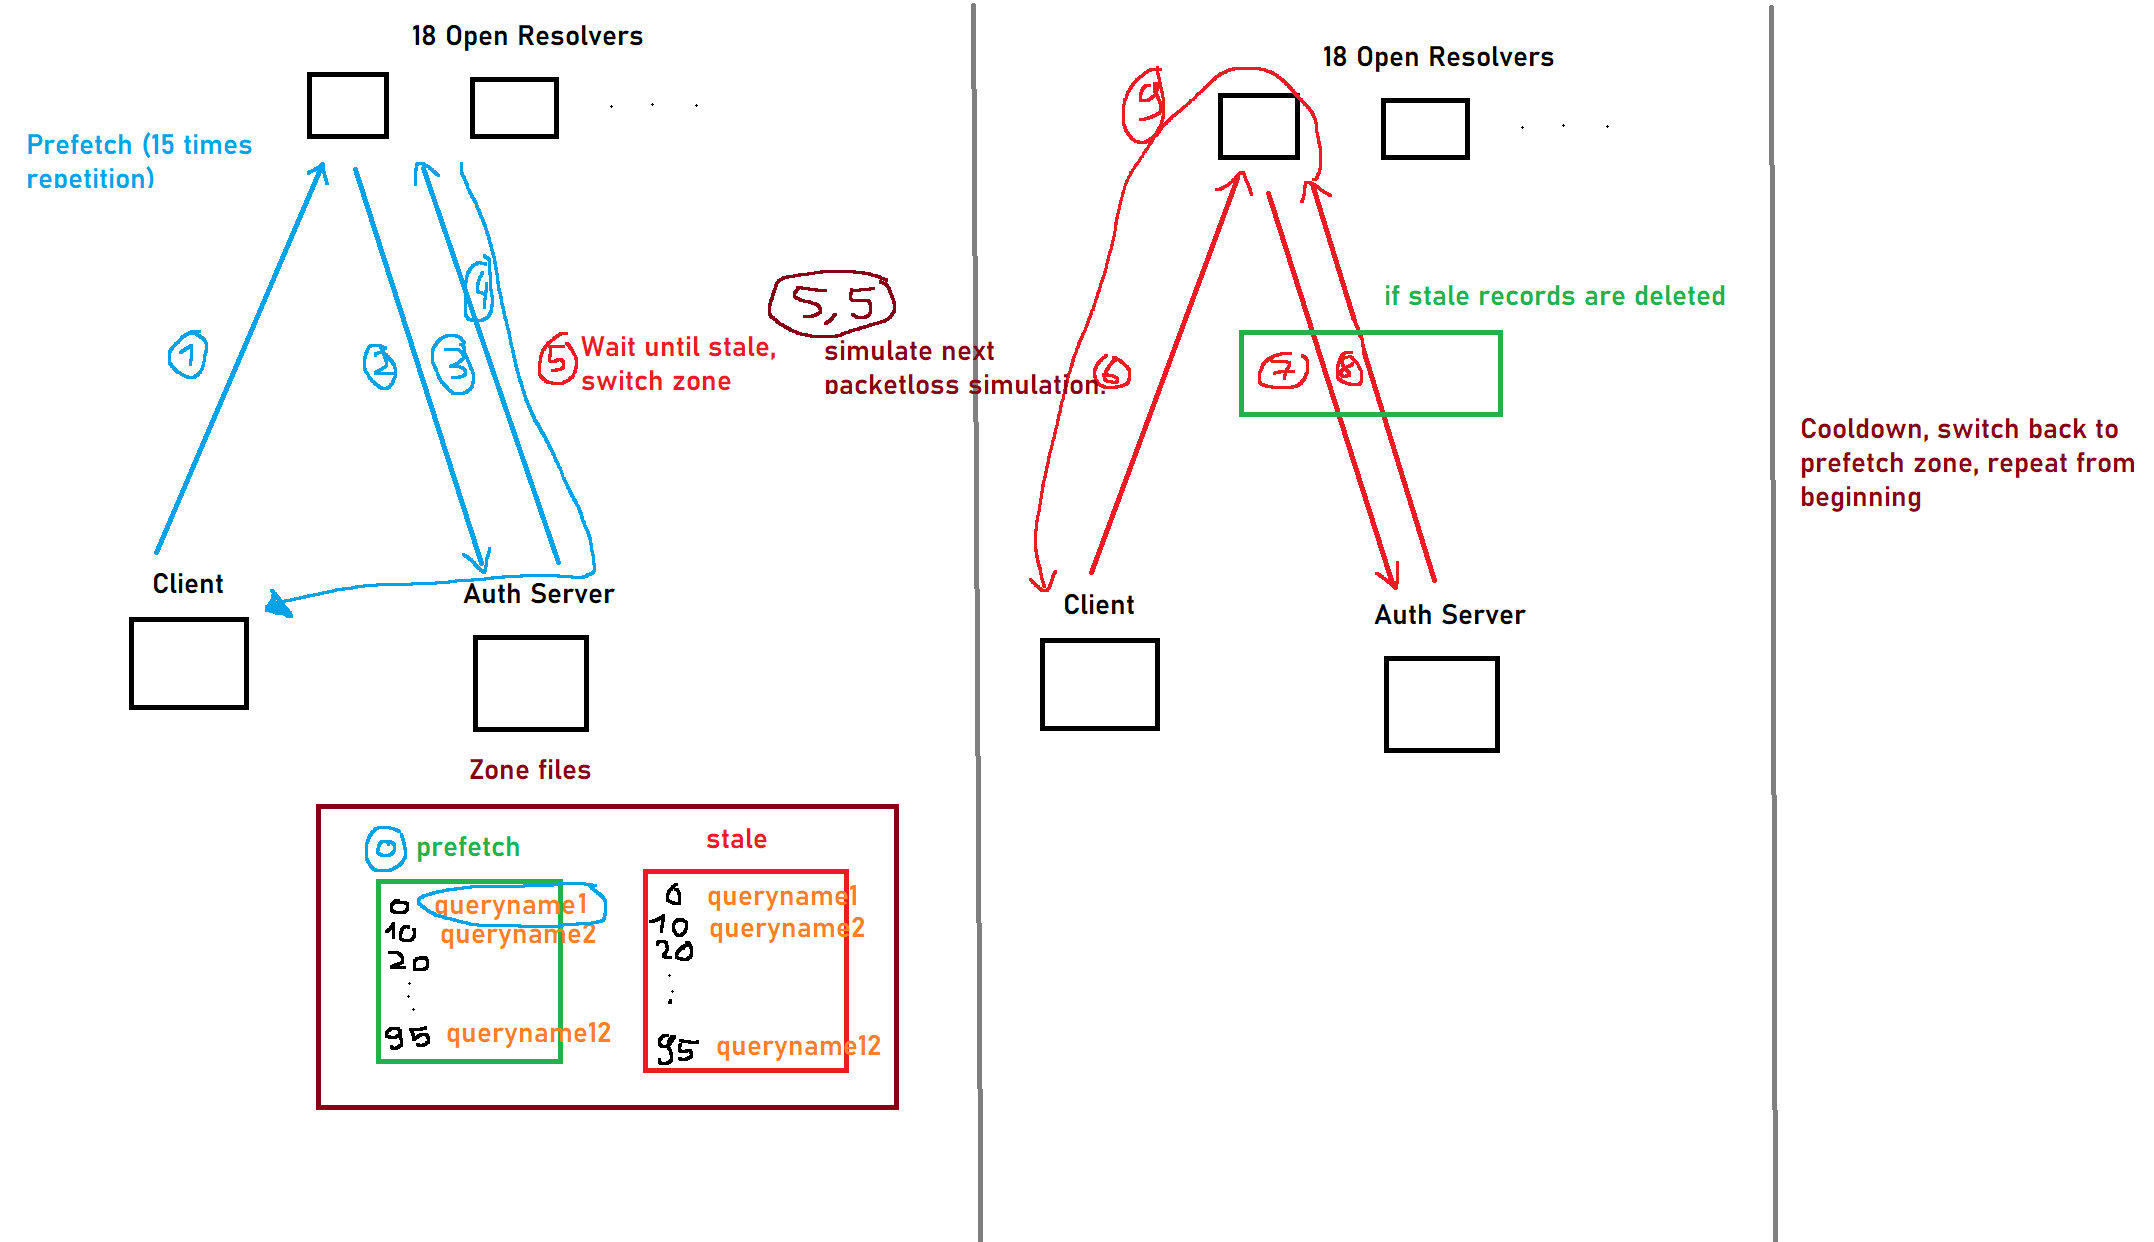 18 Open Resolvers
Prefetch (15 times
repetition)
1
2
3
4
5
Wait until stale,
switch zone
5,5
simulate next
packetloss simulation.
Client
Auth Server
Zone files
0
prefetch
0 queryname1
10 queryname2
20
95 queryname12
stale
0 queryname1
10 queryname2
20
95 queryname12
18 Open Resolvers
9
if stale records are deleted
6
7
8
Client
Auth Server
Cooldown, switch back to
prefetch zone, repeat from
beginning